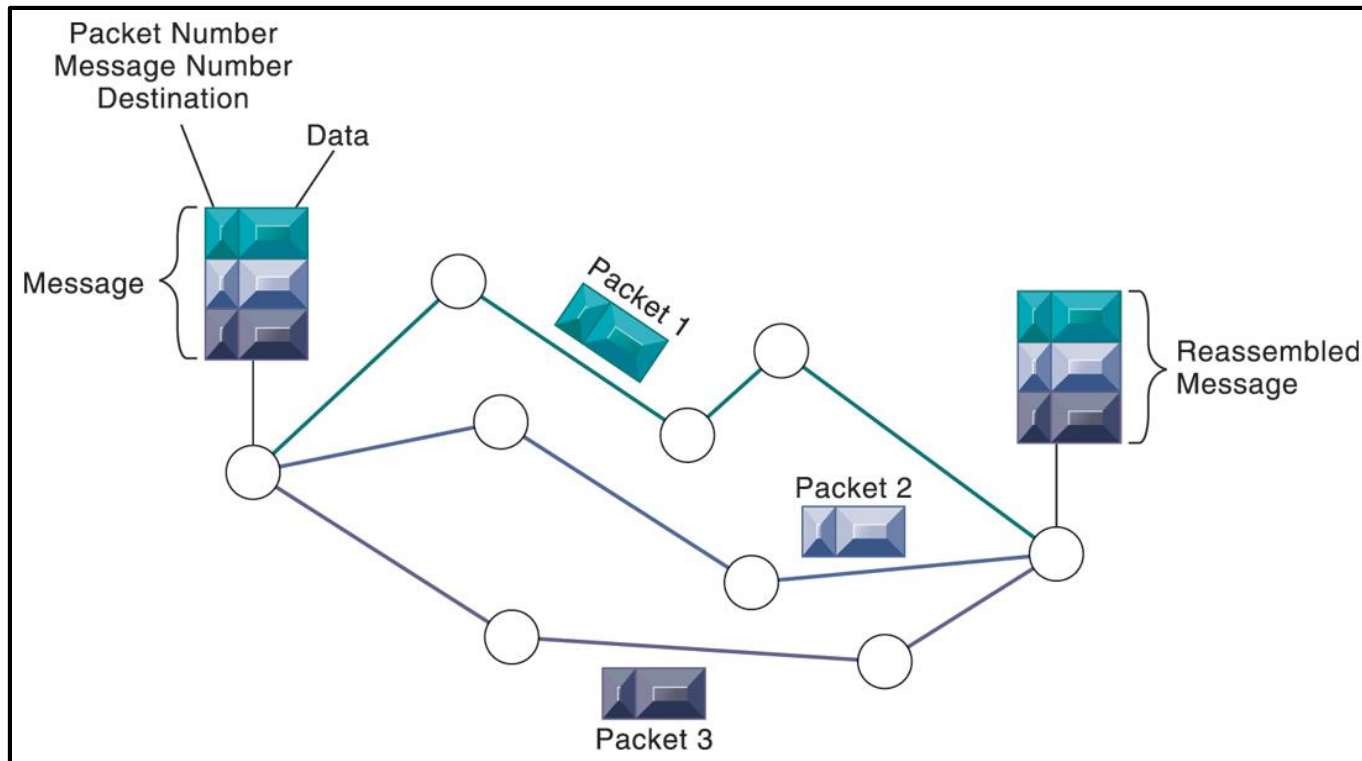 Packet Number
Message Number
Destination
Data
Message
Packet 1
Reassembled
Message
Packet 2
Packet 3